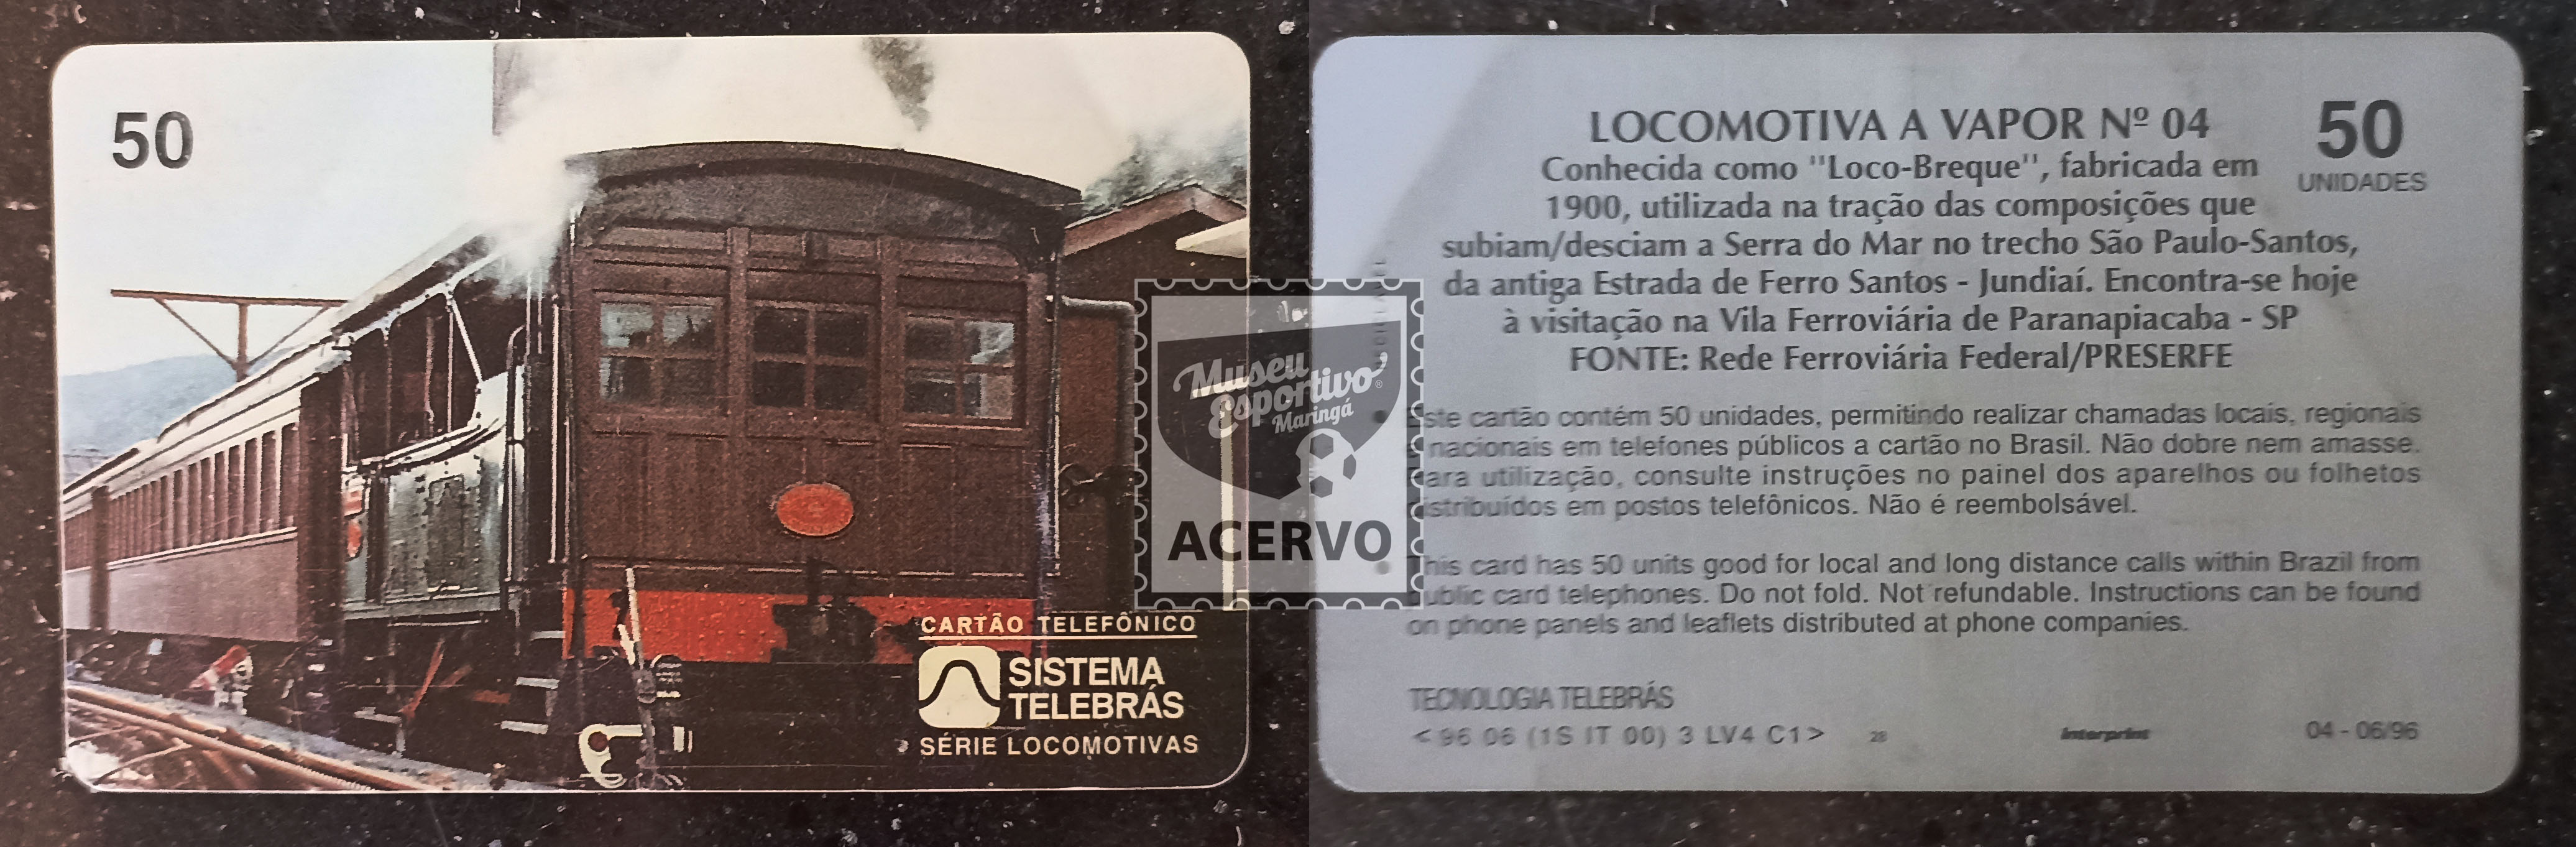 50
CARTÃO TELEFÔNICO
SISTEMA
TELEBRÁS
SÉRIE LOCOMOTIVAS
Museu
Esportivo
Maringá
ACERVO
LOCOMOTIVA A VAPOR Nº 04
50
UNIDADES
Conhecida como "Loco-Breque", fabricada em
1900, utilizada na tração das composições que
subiam/desciam a Serra do Mar no trecho São Paulo-Santos,
da antiga Estrada de Ferro Santos - Jundiaí. Encontra-se hoje
à visitação na Vila Ferroviária de Paranapiacaba - SP
FONTE: Rede Ferroviária Federal/PRESERFE
Este cartão contém 50 unidades, permitindo realizar chamadas locais, regionais
e nacionais em telefones públicos a cartão no Brasil. Não dobre nem amasse.
Para utilização, consulte instruções no painel dos aparelhos ou folhetos
distribuídos em postos telefônicos. Não é reembolsável.
This card has 50 units good for local and long distance calls within Brazil from
public card telephones. Do not fold. Not refundable. Instructions can be found
on phone panels and leaflets distributed at phone companies.
TECNOLOGIA TELEBRÁS
< 96 06 (1S IT 00) 3 LV4 C1 > 28 interprint 04 - 06/96